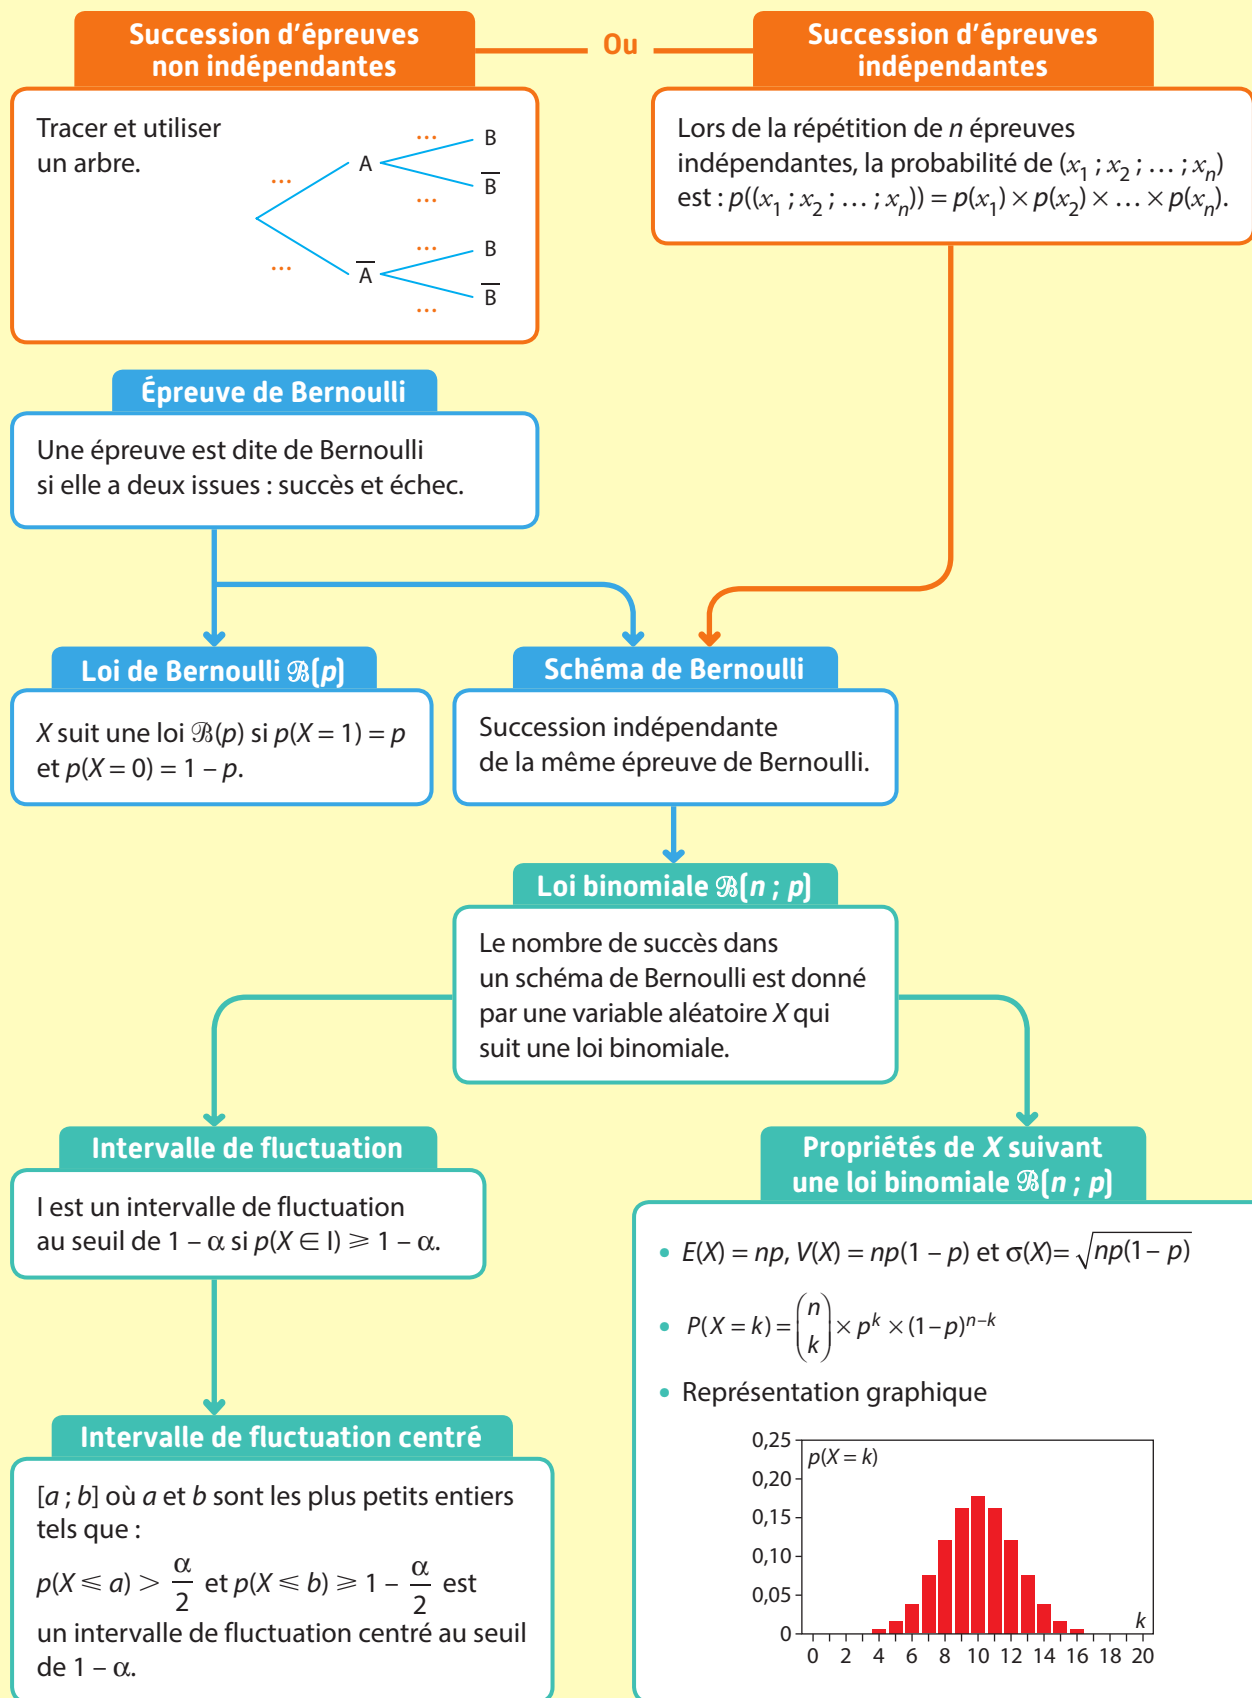 Succession d'épreuves
non indépendantes
Ou
Succession d'épreuves
indépendantes
Tracer et utiliser
un arbre.
...
...
A
A̅
...
...
...
...
B
B̅
B
B̅
Lors de la répétition de n épreuves
indépendantes, la probabilité de (x₁ ; x₂ ; … ; xₙ)
est : p((x₁ ; x₂ ; … ; xₙ)) = p(x₁) × p(x₂) × … × p(xₙ).
Épreuve de Bernoulli
Une épreuve est dite de Bernoulli
si elle a deux issues : succès et échec.
Loi de Bernoulli ℬ(p)
X suit une loi ℬ(p) si p(X = 1) = p
et p(X = 0) = 1 – p.
Schéma de Bernoulli
Succession indépendante
de la même épreuve de Bernoulli.
Loi binomiale ℬ(n ; p)
Le nombre de succès dans
un schéma de Bernoulli est donné
par une variable aléatoire X qui
suit une loi binomiale.
Intervalle de fluctuation
I est un intervalle de fluctuation
au seuil de 1 – α si p(X ∈ I) ⩾ 1 – α.
Intervalle de fluctuation centré
[a ; b] où a et b sont les plus petits entiers
tels que :
p(X ⩽ a) > α/2 et p(X ⩽ b) ⩾ 1 – α/2 est
un intervalle de fluctuation centré au seuil
de 1 – α.
Propriétés de X suivant
une loi binomiale ℬ(n ; p)
• E(X) = np, V(X) = np(1 – p) et σ(X)= √(np(1 – p))
• P(X = k) = (n k) × pᵏ × (1–p)ⁿ⁻ᵏ
• Représentation graphique
p(X = k)
0,25
0,20
0,15
0,10
0,05
0
k
0 2 4 6 8 10 12 14 16 18 20